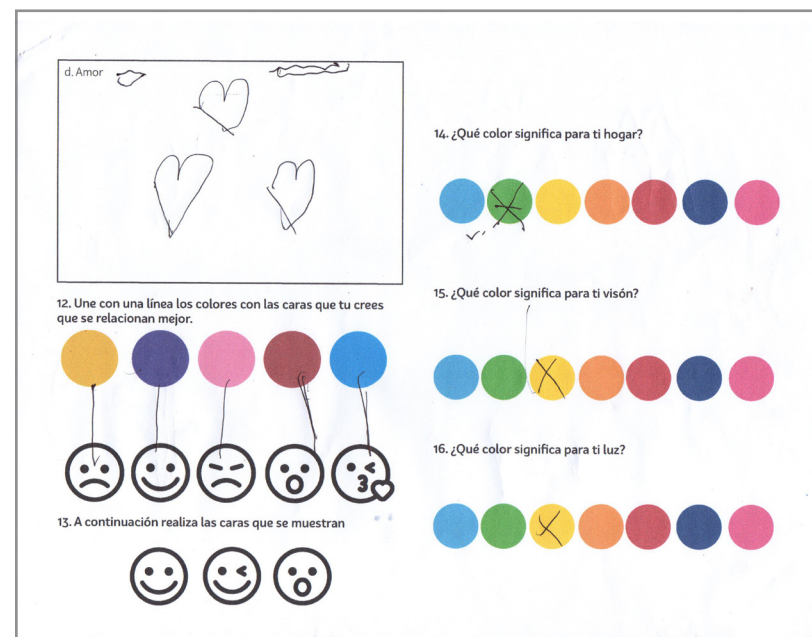 d. Amor
12. Une con una línea los colores con las caras que tu crees
que se relacionan mejor.
13. A continuación realiza las caras que se muestran
14. ¿Qué color significa para ti hogar?
15. ¿Qué color significa para ti visón?
16. ¿Qué color significa para ti luz?